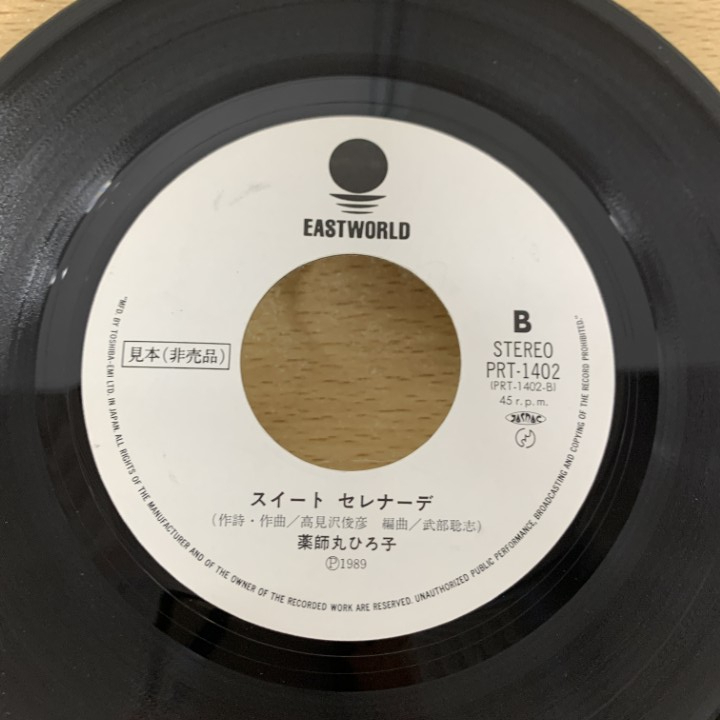 EASTWORLD
見本(非売品)
B
STEREO
PRT-1402
(PRT-1402-B)
45 r.p.m.
JASRAC
スイート セレナーデ
(作詩・作曲/高見沢俊彦 編曲/武部聡志)
薬師丸ひろ子
Ⓟ1989
"MFD. BY TOSHIBA-EMI LTD. IN JAPAN. ALL RIGHTS OF THE MANUFACTURER AND OF THE OWNER OF THE RECORDED WORK ARE RESERVED. UNAUTHORIZED PUBLIC PERFORMANCE, BROADCASTING AND COPYING OF THE RECORD PROHIBITED."